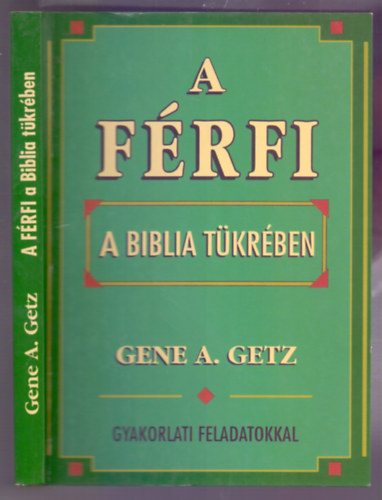 Gene A. Getz A FÉRFI a Biblia tükrében
A
FÉRFI
A BIBLIA TÜKRÉBEN
GENE A. GETZ
GYAKORLATI FELADATOKKAL